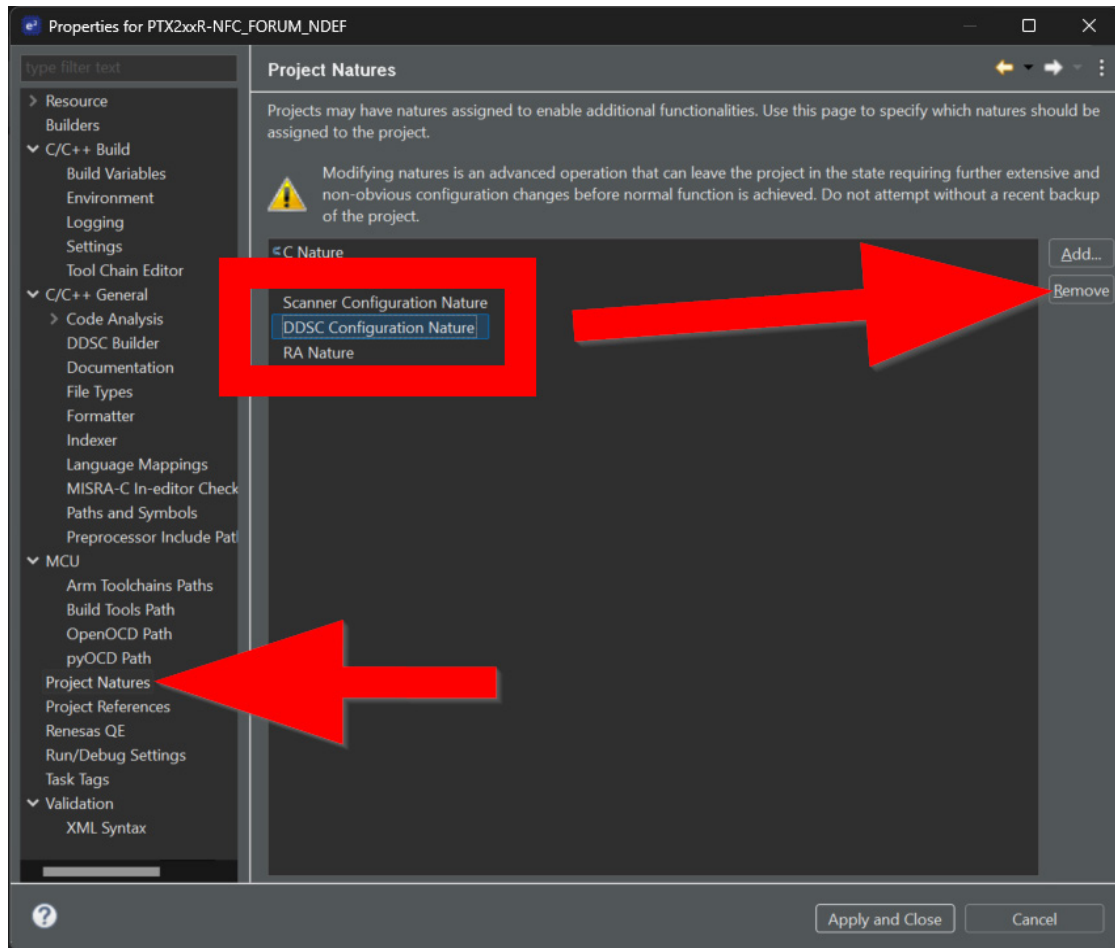 Properties for PTX2xxR-NFC_FORUM_NDEF
type filter text
Resource
Builders
C/C++ Build
Build Variables
Environment
Logging
Settings
Tool Chain Editor
C/C++ General
Code Analysis
DDSC Builder
Documentation
File Types
Formatter
Indexer
Language Mappings
MISRA-C In-editor Check
Paths and Symbols
Preprocessor Include Pat
MCU
Arm Toolchains Paths
Build Tools Path
OpenOCD Path
pyOCD Path
Project Natures
Project References
Renesas QE
Run/Debug Settings
Task Tags
Validation
XML Syntax
Project Natures
Projects may have natures assigned to enable additional functionalities. Use this page to specify which natures should be
assigned to the project.
Modifying natures is an advanced operation that can leave the project in the state requiring further extensive and
non-obvious configuration changes before normal function is achieved. Do not attempt without a recent backup
of the project.
C Nature
Scanner Configuration Nature
DDSC Configuration Nature
RA Nature
Add...
Remove
Apply and Close
Cancel